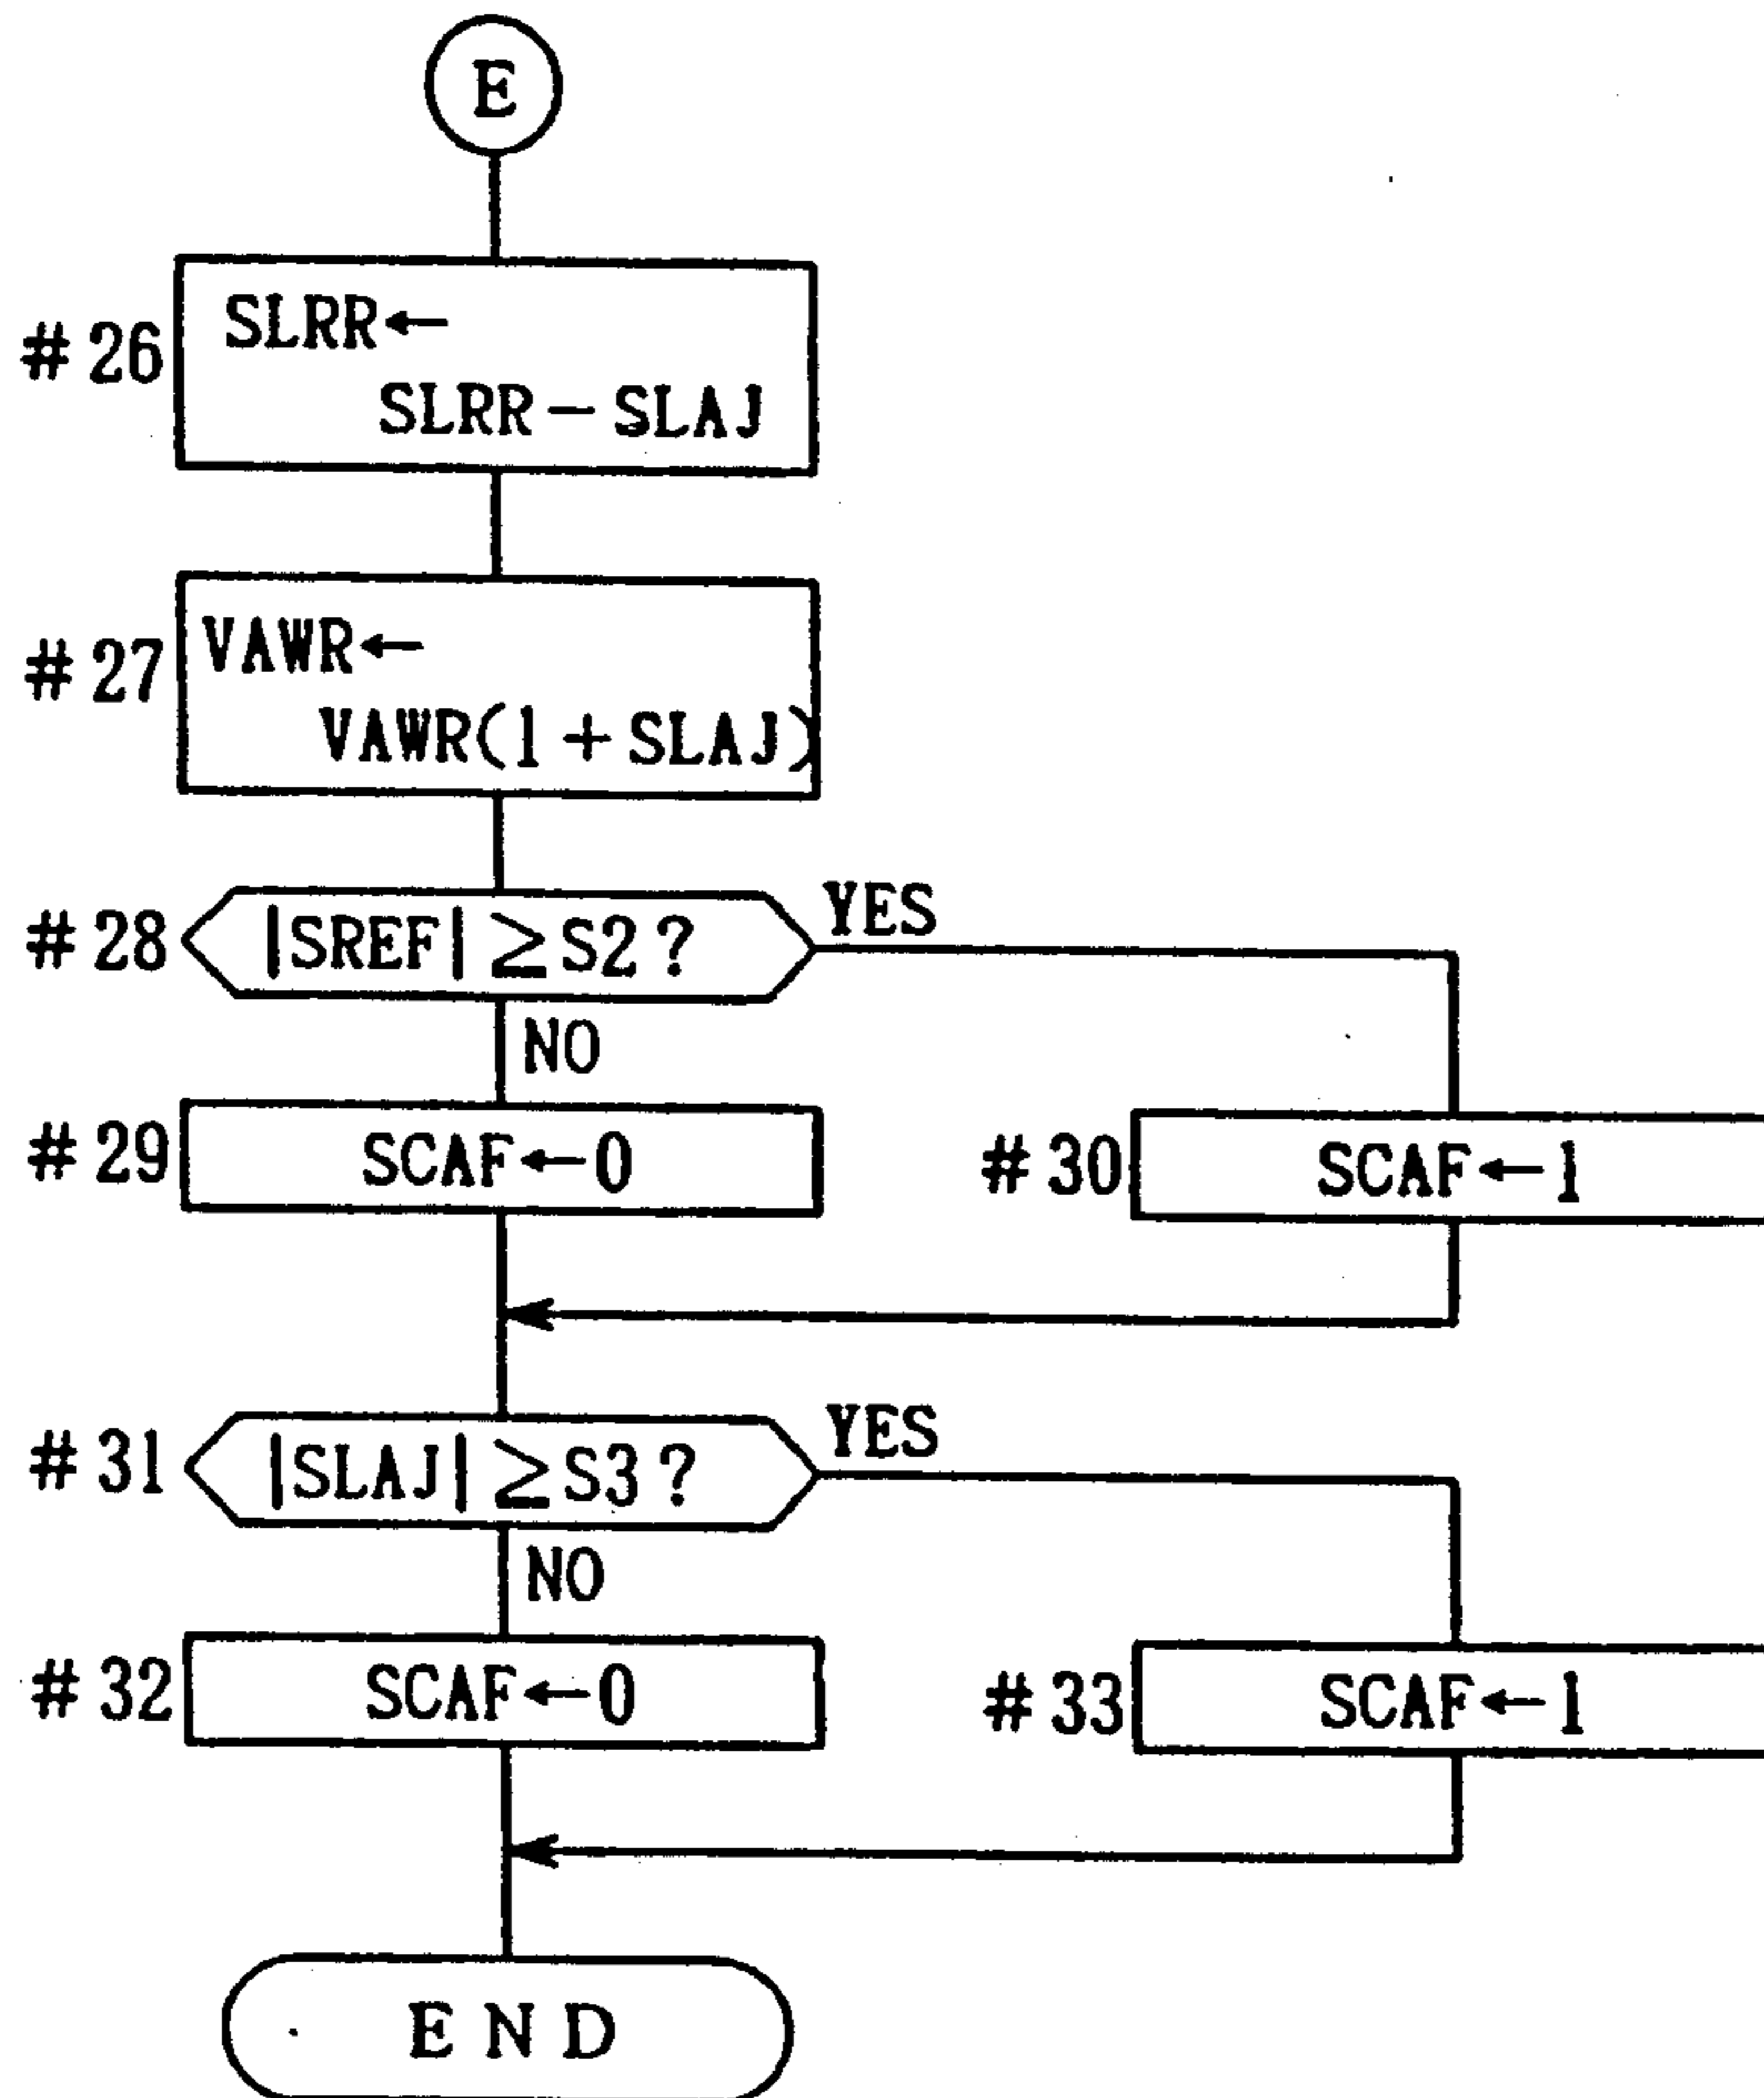 E
#26
SLRR←
SLRR−SLAJ
#27
VAWR←
VAWR(1+SLAJ)
#28
|SREF|≧S2?
YES
NO
#29
SCAF←0
#30
SCAF←1
#31
|SLAJ|≧S3?
YES
NO
#32
SCAF←0
#33
SCAF←1
END